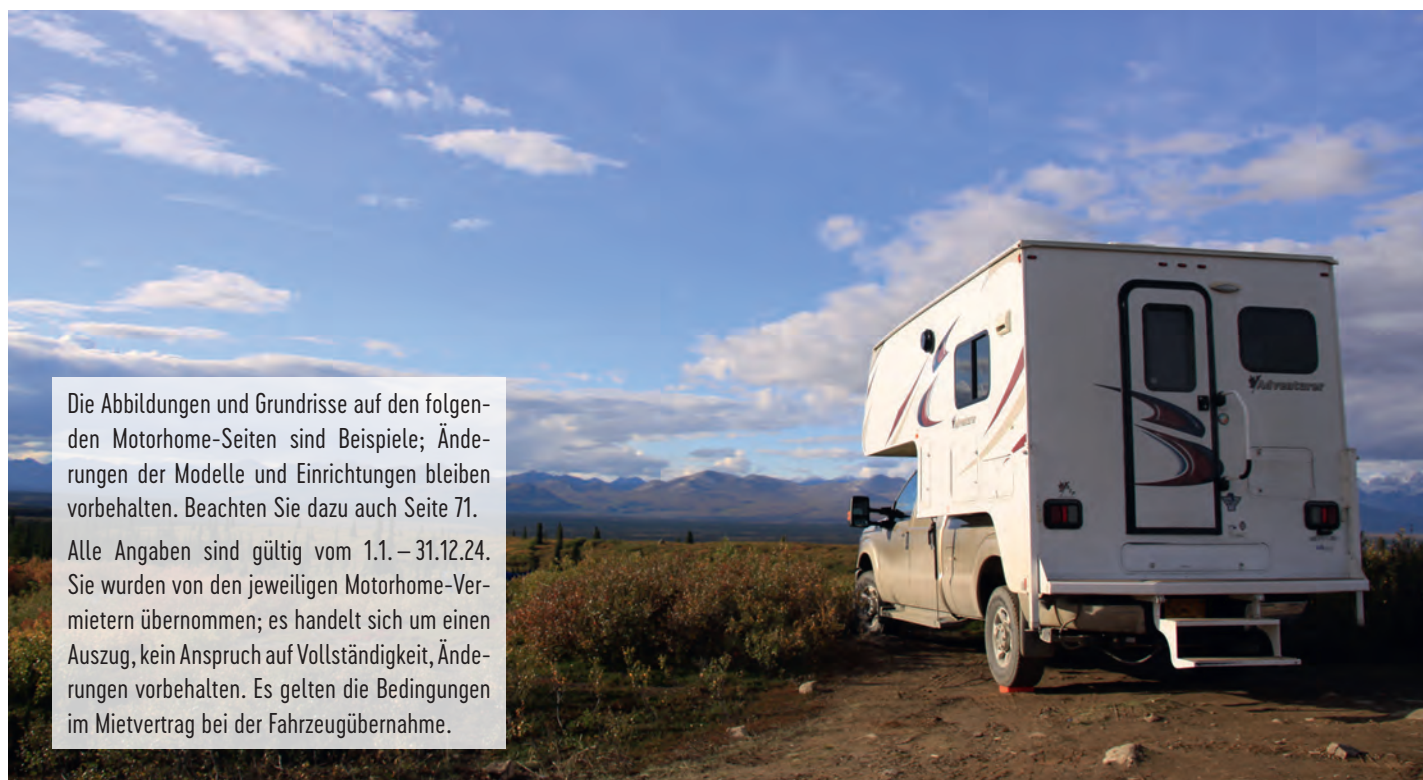 Die Abbildungen und Grundrisse auf den folgen-
den Motorhome-Seiten sind Beispiele; Ände-
rungen der Modelle und Einrichtungen bleiben
vorbehalten. Beachten Sie dazu auch Seite 71.
Alle Angaben sind gültig vom 1.1. – 31.12.24.
Sie wurden von den jeweiligen Motorhome-Ver-
mietern übernommen; es handelt sich um einen
Auszug, kein Anspruch auf Vollständigkeit, Ände-
rungen vorbehalten. Es gelten die Bedingungen
im Mietvertrag bei der Fahrzeugübernahme.
Adventurer
Adventurer